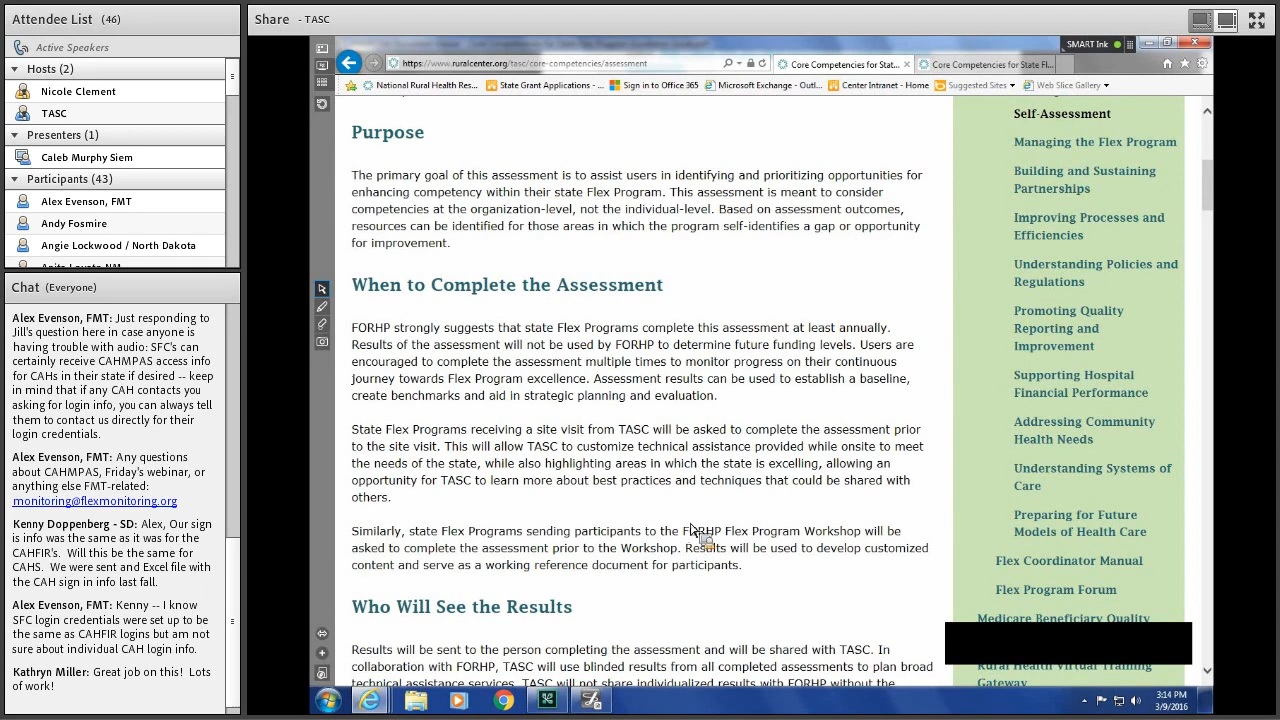 Attendee List (46)
Active Speakers
Hosts (2)
Nicole Clement
TASC
Presenters (1)
Caleb Murphy Siem
Participants (43)
Alex Evenson, FMT
Andy Fosmire
Angie Lockwood / North Dakota
Chat (Everyone)
Alex Evenson, FMT: Just responding to
Jill's question here in case anyone is
having trouble with audio: SFC's can
certainly receive CAHMPAS access info
for CAHs in their state if desired -- keep
in mind that if any CAH contacts you
asking for login info, you can always tell
them to contact us directly for their
login credentials.
Alex Evenson, FMT: Any questions
about CAHMPAS, Friday's webinar, or
anything else FMT-related:
monitoring@flexmonitoring.org
Kenny Doppenberg - SD: Alex, Our sign
in info was the same as it was for the
CAHFIR's. Will this be the same for
CAHS. We were sent and Excel file with
the CAH sign in info last fall.
Alex Evenson, FMT: Kenny -- I know
SFC login credentials were set up to be
the same as CAHFIR logins but am not
sure about individual CAH login info.
Kathryn Miller: Great job on this! Lots
of work!
Share - TASC
SMART Ink
https://www.ruralcenter.org/tasc/core-competencies/assessment
Core Competencies for Stat...
Core Competencies for State Fl...
National Rural Health Res...
State Grant Applications - ...
Sign in to Office 365
Microsoft Exchange - Outl...
Center Intranet - Home
Suggested Sites
Web Slice Gallery
Purpose
The primary goal of this assessment is to assist users in identifying and prioritizing opportunities for
enhancing competency within their state Flex Program. This assessment is meant to consider
competencies at the organization-level, not the individual-level. Based on assessment outcomes,
resources can be identified for those areas in which the program self-identifies a gap or opportunity
for improvement.
When to Complete the Assessment
FORHP strongly suggests that state Flex Programs complete this assessment at least annually.
Results of the assessment will not be used by FORHP to determine future funding levels. Users are
encouraged to complete the assessment multiple times to monitor progress on their continuous
journey towards Flex Program excellence. Assessment results can be used to establish a baseline,
create benchmarks and aid in strategic planning and evaluation.
State Flex Programs receiving a site visit from TASC will be asked to complete the assessment prior
to the site visit. This will allow TASC to customize technical assistance provided while onsite to meet
the needs of the state, while also highlighting areas in which the state is excelling, allowing an
opportunity for TASC to learn more about best practices and techniques that could be shared with
others.
Similarly, state Flex Programs sending participants to the FORHP Flex Program Workshop will be
asked to complete the assessment prior to the Workshop. Results will be used to develop customized
content and serve as a working reference document for participants.
Who Will See the Results
Results will be sent to the person completing the assessment and will be shared with TASC. In
collaboration with FORHP, TASC will use blinded results from all completed assessments to plan broad
technical assistance services. TASC will not share individualized results with FORHP without the
Self-Assessment
Managing the Flex Program
Building and Sustaining
Partnerships
Improving Processes and
Efficiencies
Understanding Policies and
Regulations
Promoting Quality
Reporting and
Improvement
Supporting Hospital
Financial Performance
Addressing Community
Health Needs
Understanding Systems of
Care
Preparing for Future
Models of Health Care
Flex Coordinator Manual
Flex Program Forum
Medicare Beneficiary Quality
Rural Health Virtual Training
Gateway
3:14 PM
3/9/2016